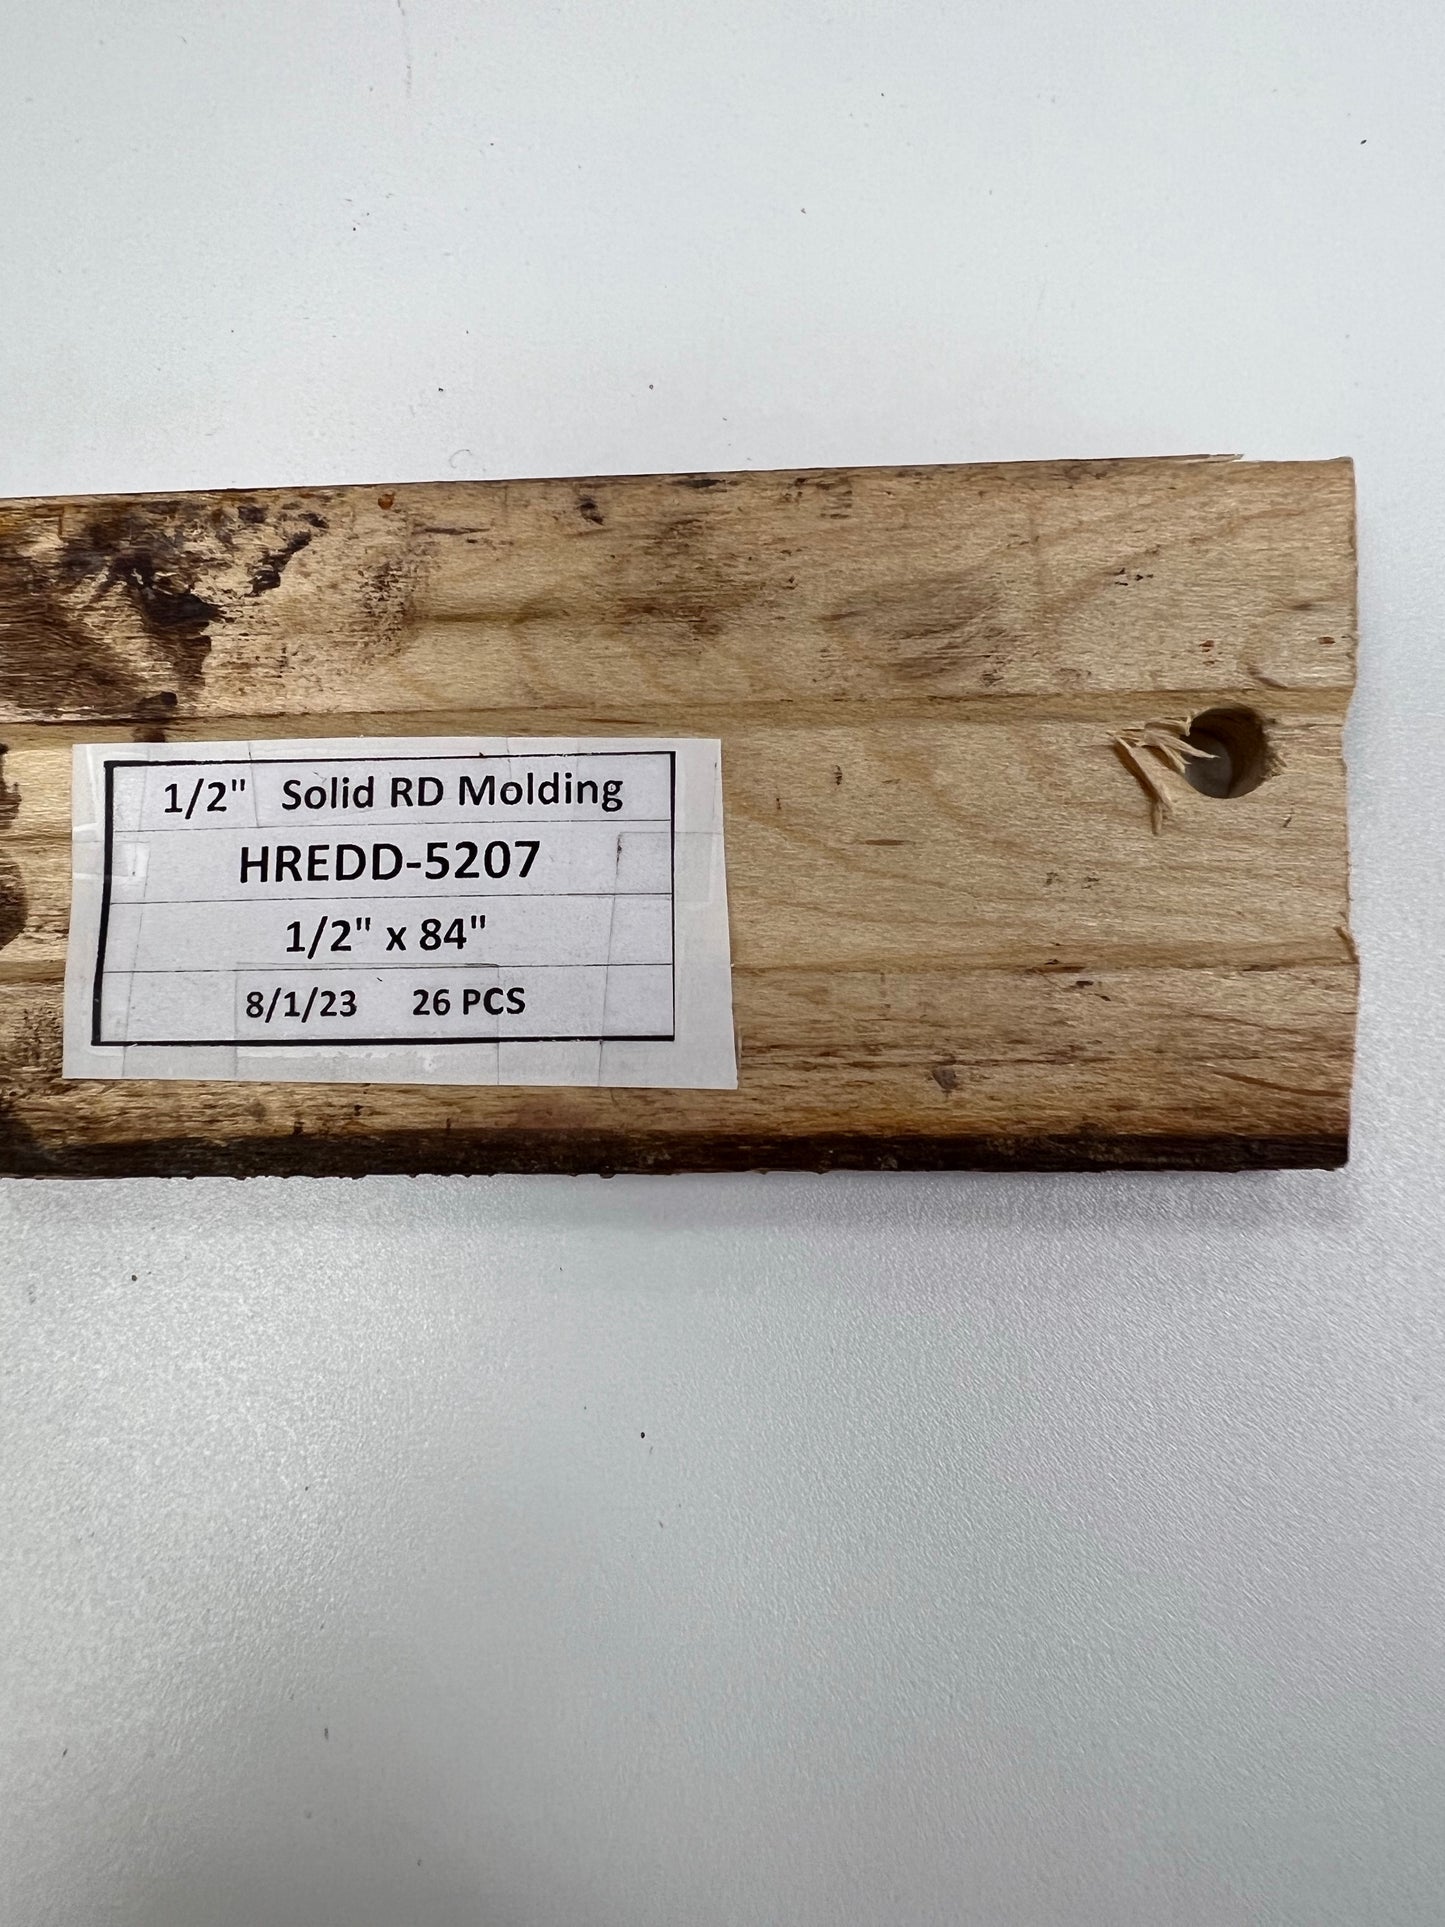 1/2" Solid RD Molding
HREDD-5207
1/2" x 84"
8/1/23 26 PCS